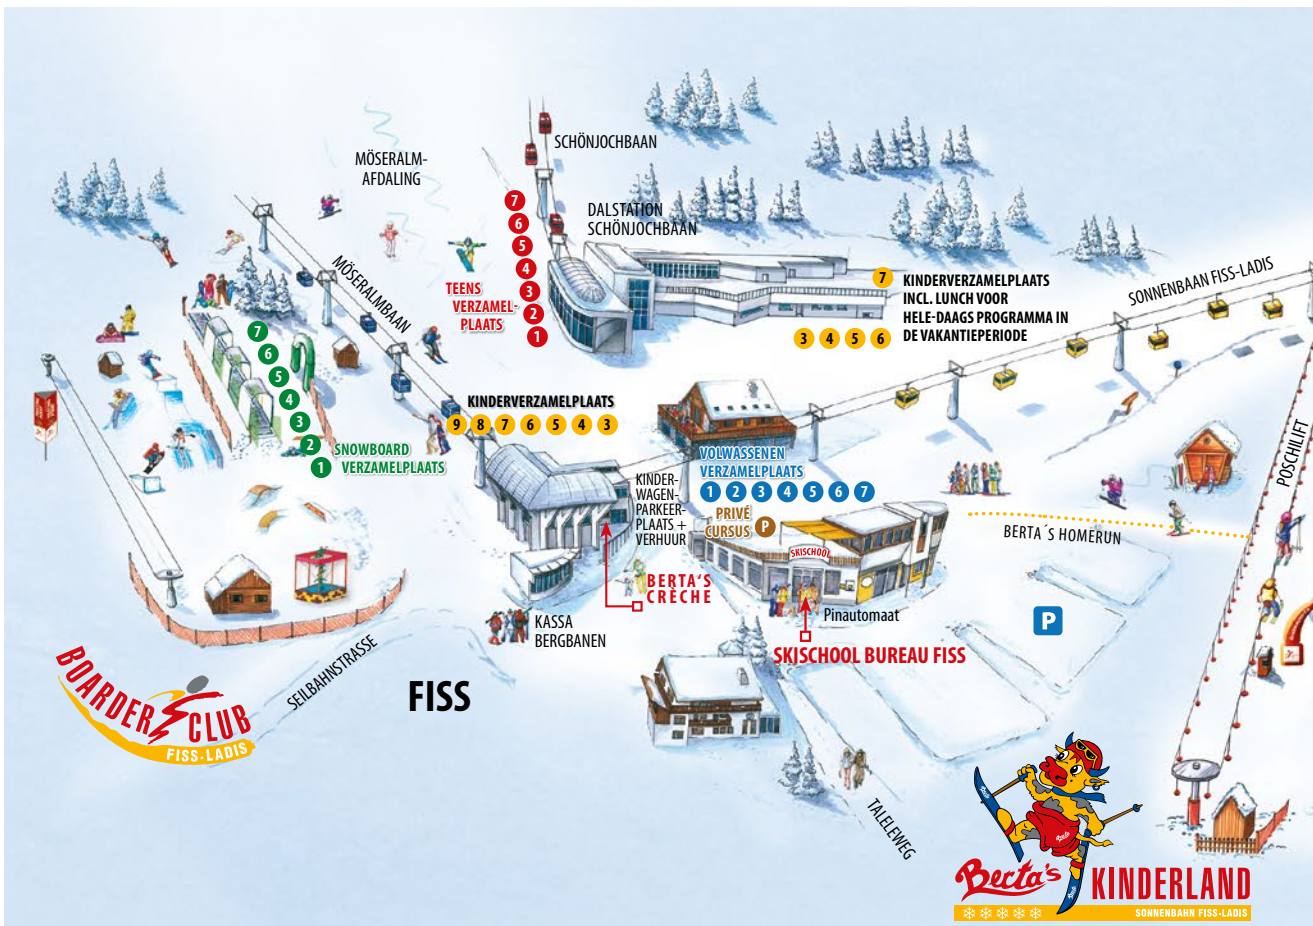 SCHÖNJOCHBAAN
MÖSERALM-
AFDALING
DALSTATION
SCHÖNJOCHBAAN
MÖSERALMBAAN
7
6
5
4
3
2
1
TEENS
VERZAMEL-
PLAATS
7
KINDERVERZAMELPLAATS
INCL. LUNCH VOOR
HELE-DAAGS PROGRAMMA IN
DE VAKANTIEPERIODE
3 4 5 6
SONNENBAAN FISS-LADIS
7
6
5
4
3
2
1
SNOWBOARD
VERZAMELPLAATS
KINDERVERZAMELPLAATS
9 8 7 6 5 4 3
VOLWASSENEN
VERZAMELPLAATS
1 2 3 4 5 6 7
PRIVÉ
CURSUS
P
KINDER-
WAGEN-
PARKEER-
PLAATS +
VERHUUR
SKISCHOOL
POSCHILIFT
BERTA´S HOMERUN
BERTA'S
CRÈCHE
KASSA
BERGBANEN
Pinautomaat
P
SKISCHOOL BUREAU FISS
SEILBAHNSTRASSE
FISS
BOARDERS CLUB
FISS-LADIS
TALELEWEG
Berta's KINDERLAND
SONNENBAHN FISS-LADIS